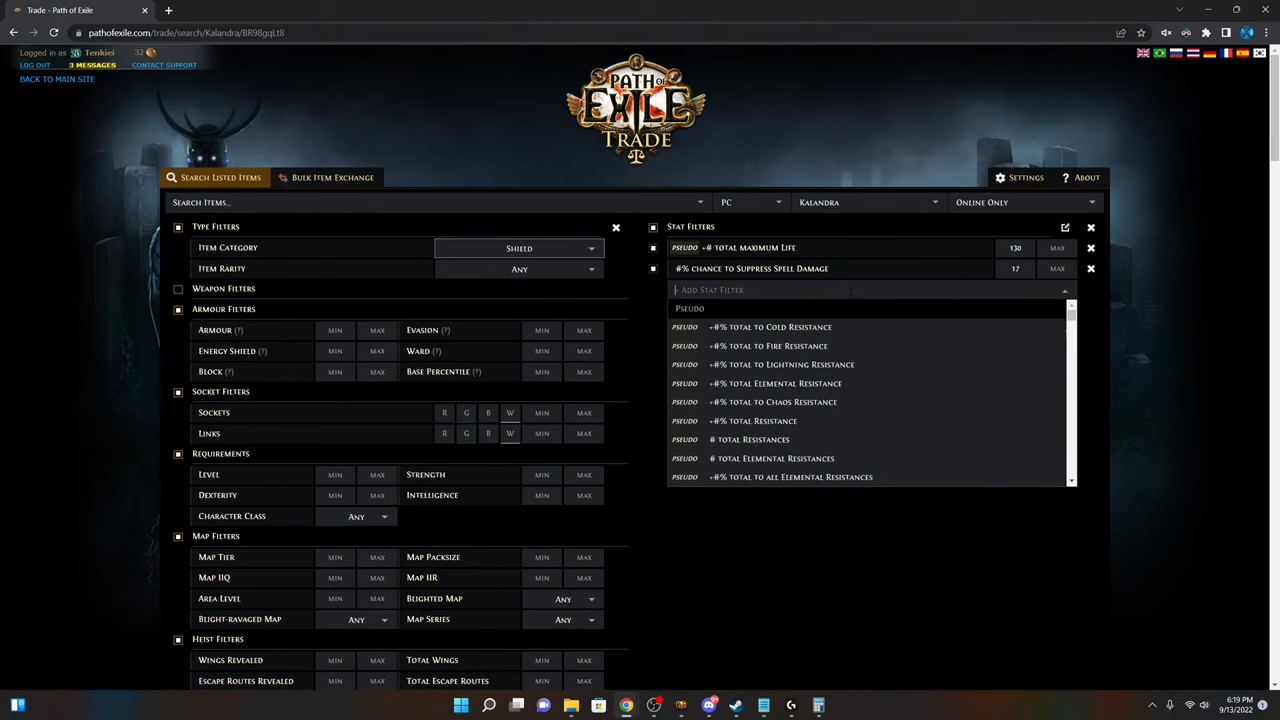 Trade - Path of Exile
pathofexile.com/trade/search/Kalandra/BR98gqLt8
Logged in as Tenkiei 32
LOG OUT 3 MESSAGES CONTACT SUPPORT
BACK TO MAIN SITE
PATH OF EXILE TRADE
Search Listed Items Bulk Item Exchange Settings ? About
Search Items... PC Kalandra Online Only
Type Filters
Item Category Shield
Item Rarity Any
Weapon Filters
Armour Filters
Armour (?) MIN MAX Evasion (?) MIN MAX
Energy Shield (?) MIN MAX Ward (?) MIN MAX
Block (?) MIN MAX Base Percentile (?) MIN MAX
Socket Filters
Sockets R G B W MIN MAX
Links R G B W MIN MAX
Requirements
Level MIN MAX Strength MIN MAX
Dexterity MIN MAX Intelligence MIN MAX
Character Class Any
Map Filters
Map Tier MIN MAX Map Packsize MIN MAX
Map IIQ MIN MAX Map IIR MIN MAX
Area Level MIN MAX Blighted Map Any
Blight-ravaged Map Any Map Series Any
Heist Filters
Wings Revealed MIN MAX Total Wings MIN MAX
Escape Routes Revealed MIN MAX Total Escape Routes MIN MAX
Stat Filters
PSEUDO +# total maximum Life 130 MAX
#% chance to Suppress Spell Damage 17 MAX
+ Add Stat Filter
Pseudo
PSEUDO +#% total to Cold Resistance
PSEUDO +#% total to Fire Resistance
PSEUDO +#% total to Lightning Resistance
PSEUDO +#% total Elemental Resistance
PSEUDO +#% total to Chaos Resistance
PSEUDO +#% total Resistance
PSEUDO # total Resistances
PSEUDO # total Elemental Resistances
PSEUDO +#% total to all Elemental Resistances
6:19 PM
9/13/2022